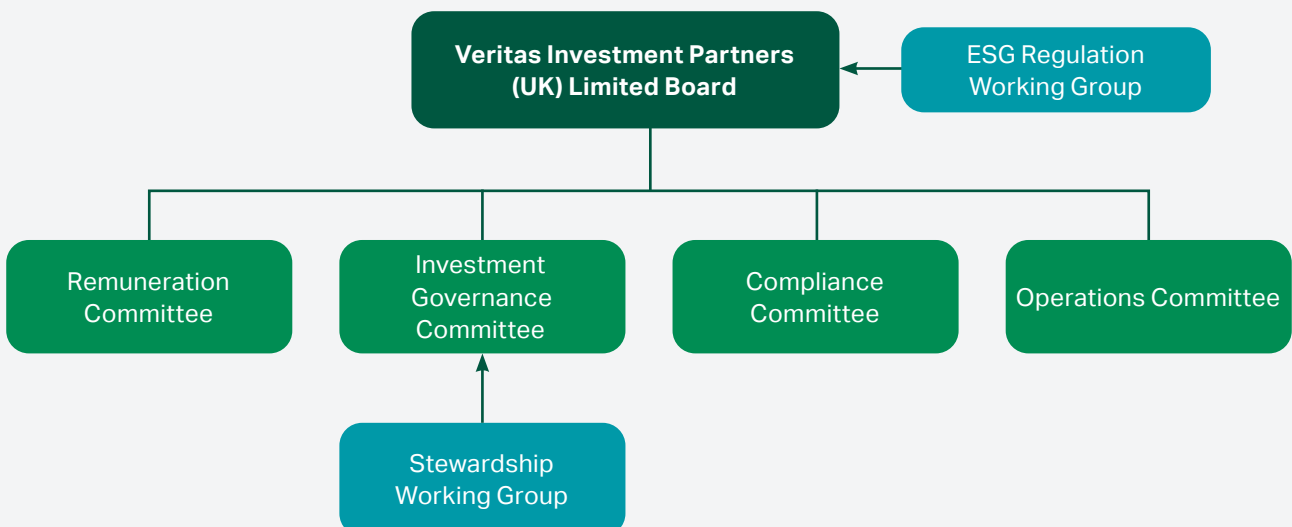 Veritas Investment Partners
(UK) Limited Board
ESG Regulation
Working Group
Remuneration
Committee
Investment
Governance
Committee
Compliance
Committee
Operations Committee
Stewardship
Working Group